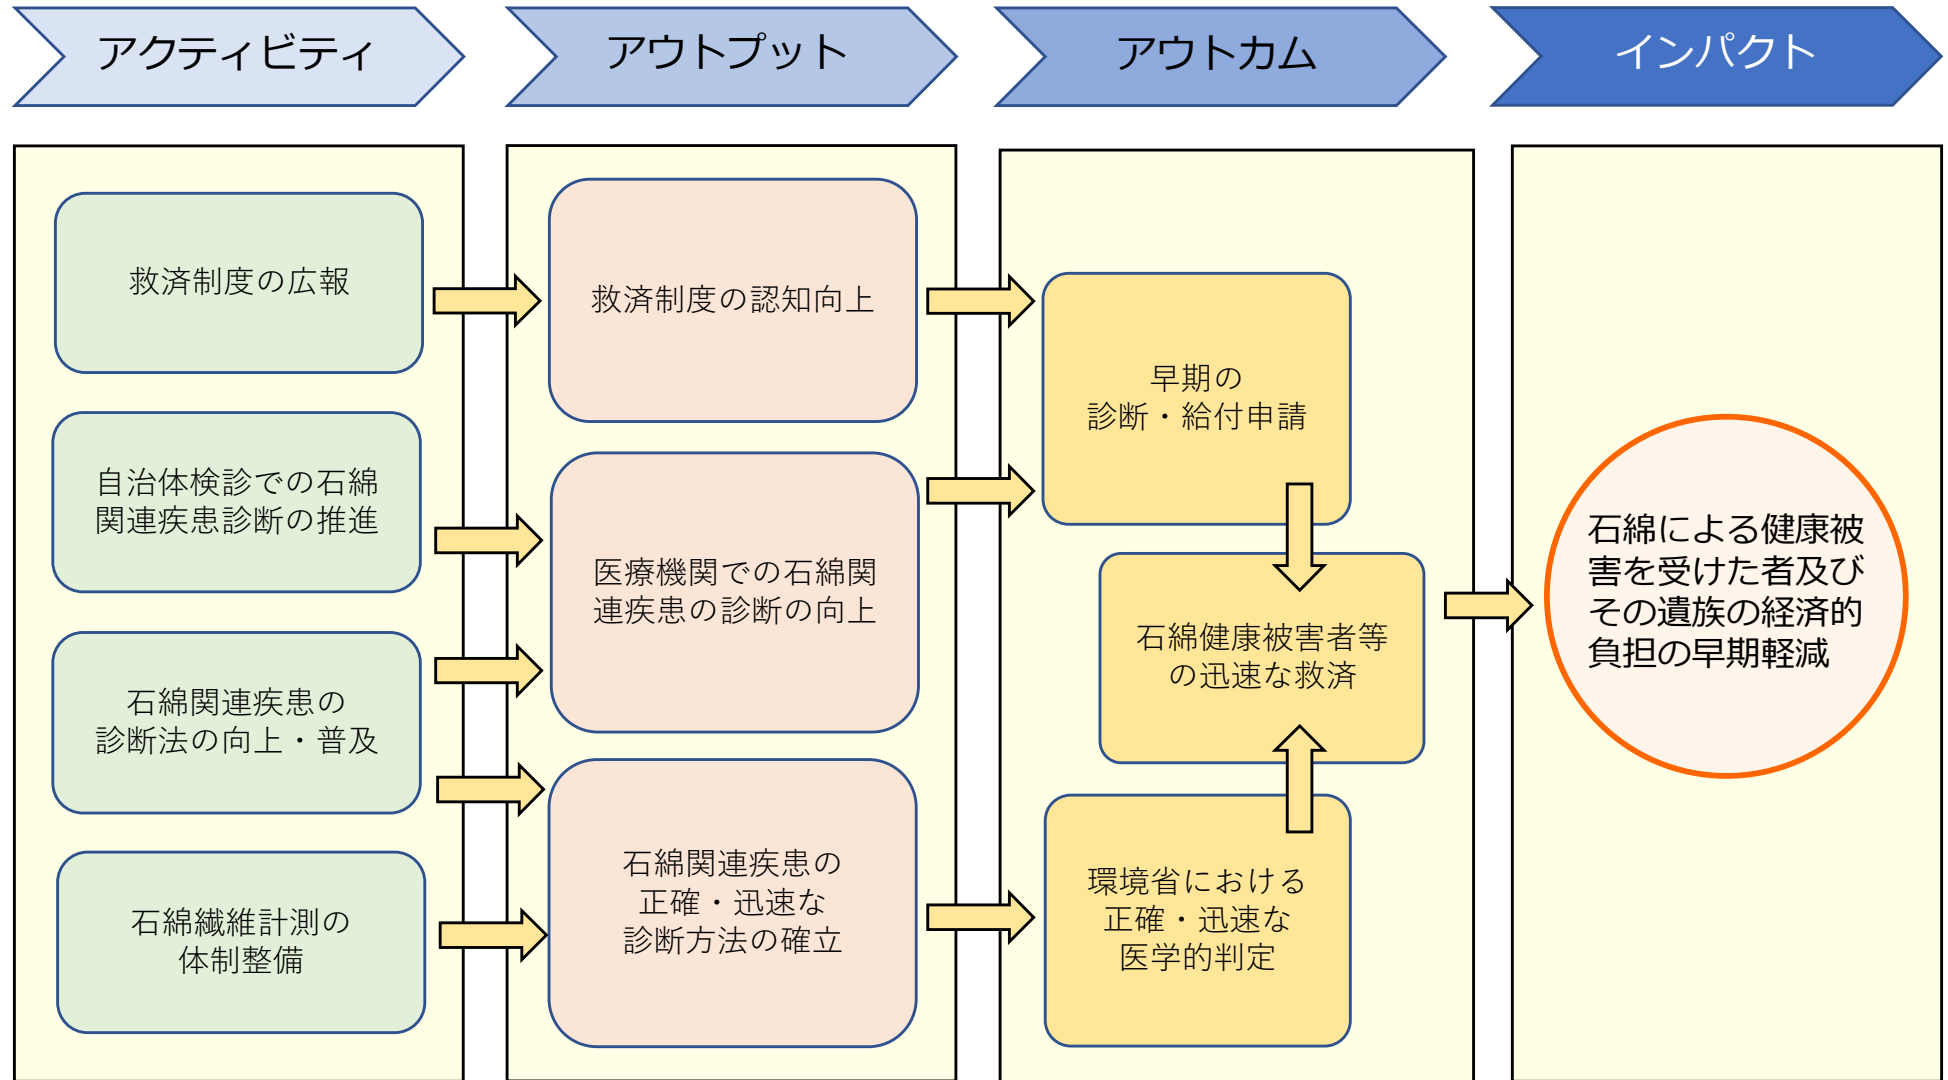 アクティビティ
アウトプット
アウトカム
インパクト
救済制度の広報
自治体検診での石綿
関連疾患診断の推進
石綿関連疾患の
診断法の向上・普及
石綿繊維計測の
体制整備
救済制度の認知向上
医療機関での石綿関
連疾患の診断の向上
石綿関連疾患の
正確・迅速な
診断方法の確立
早期の
診断・給付申請
石綿健康被害者等
の迅速な救済
環境省における
正確・迅速な
医学的判定
石綿による健康被
害を受けた者及び
その遺族の経済的
負担の早期軽減